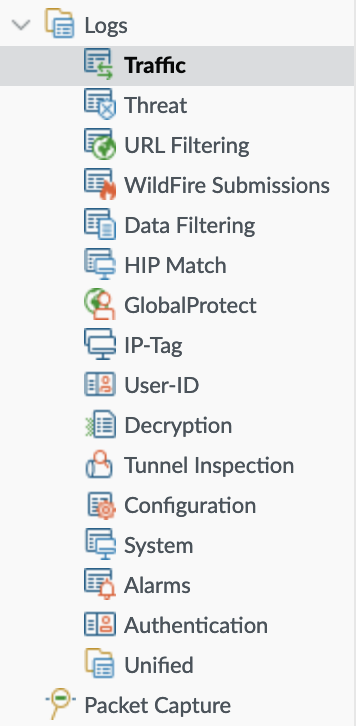 Logs
Traffic
Threat
URL Filtering
WildFire Submissions
Data Filtering
HIP Match
GlobalProtect
IP-Tag
User-ID
Decryption
Tunnel Inspection
Configuration
System
Alarms
Authentication
Unified
Packet Capture